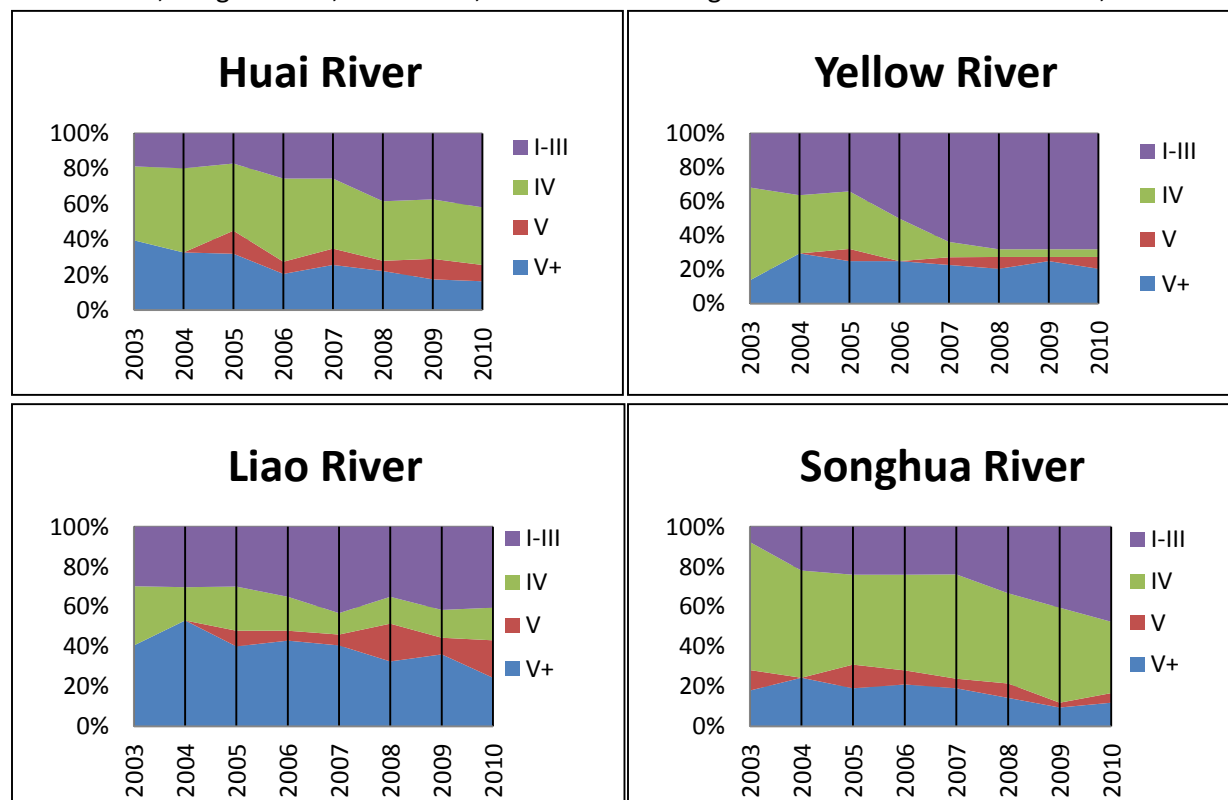 Huai River
100%
80%
60%
40%
20%
0%
2003
2004
2005
2006
2007
2008
2009
2010
I-III
IV
V
V+
Yellow River
100%
80%
60%
40%
20%
0%
2003
2004
2005
2006
2007
2008
2009
2010
I-III
IV
V
V+
Liao River
100%
80%
60%
40%
20%
0%
2003
2004
2005
2006
2007
2008
2009
2010
I-III
IV
V
V+
Songhua River
100%
80%
60%
40%
20%
0%
2003
2004
2005
2006
2007
2008
2009
2010
I-III
IV
V
V+